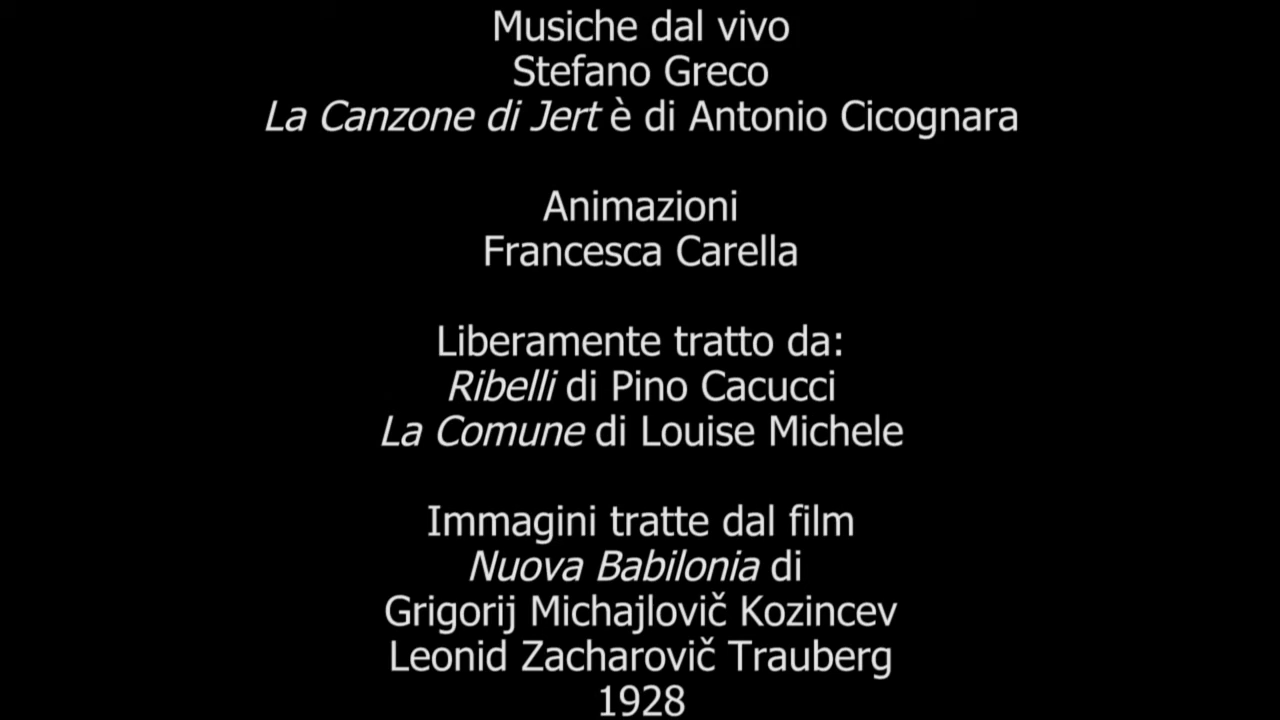 Musiche dal vivo
Stefano Greco
La Canzone di Jert è di Antonio Cicognara
Animazioni
Francesca Carella
Liberamente tratto da:
Ribelli di Pino Cacucci
La Comune di Louise Michele
Immagini tratte dal film
Nuova Babilonia di
Grigorij Michajlovič Kozincev
Leonid Zacharovič Trauberg
1928